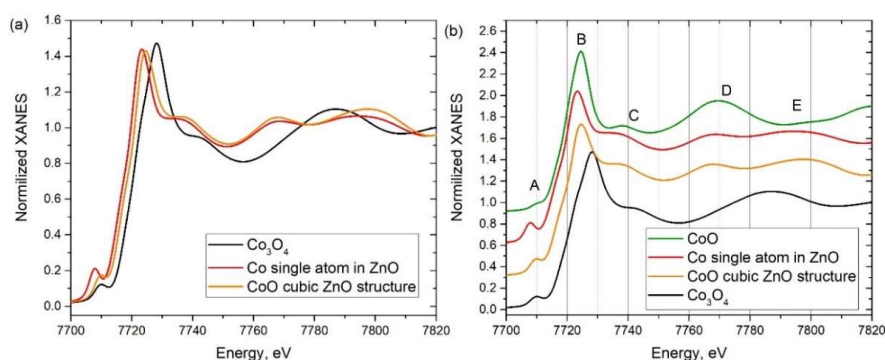 (a)
1.6
1.4
1.2
1.0
0.8
0.6
0.4
0.2
0.0
Normilized XANES
7700 7720 7740 7760 7780 7800 7820
Energy, eV
Co₃O₄
Co single atom in ZnO
CoO cubic ZnO structure
(b)
2.6
2.4
2.2
2.0
1.8
1.6
1.4
1.2
1.0
0.8
0.6
0.4
0.2
0.0
Normilized XANES
A
B
C
D
E
7700 7720 7740 7760 7780 7800 7820
Energy, eV
CoO
Co single atom in ZnO
CoO cubic ZnO structure
Co₃O₄